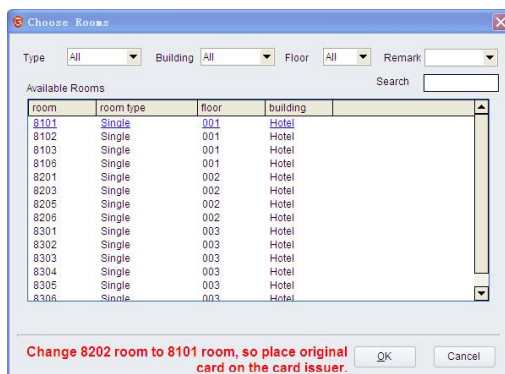 Choose Rooms
Type All Building All Floor All Remark
Search
Available Rooms
room room type floor building
8101 Single 001 Hotel
8102 Single 001 Hotel
8103 Single 001 Hotel
8106 Single 001 Hotel
8201 Single 002 Hotel
8203 Single 002 Hotel
8205 Single 002 Hotel
8206 Single 002 Hotel
8301 Single 003 Hotel
8302 Single 003 Hotel
8303 Single 003 Hotel
8304 Single 003 Hotel
8305 Single 003 Hotel
8306 Single 003 Hotel
Change 8202 room to 8101 room, so place original
card on the card issuer.
OK Cancel